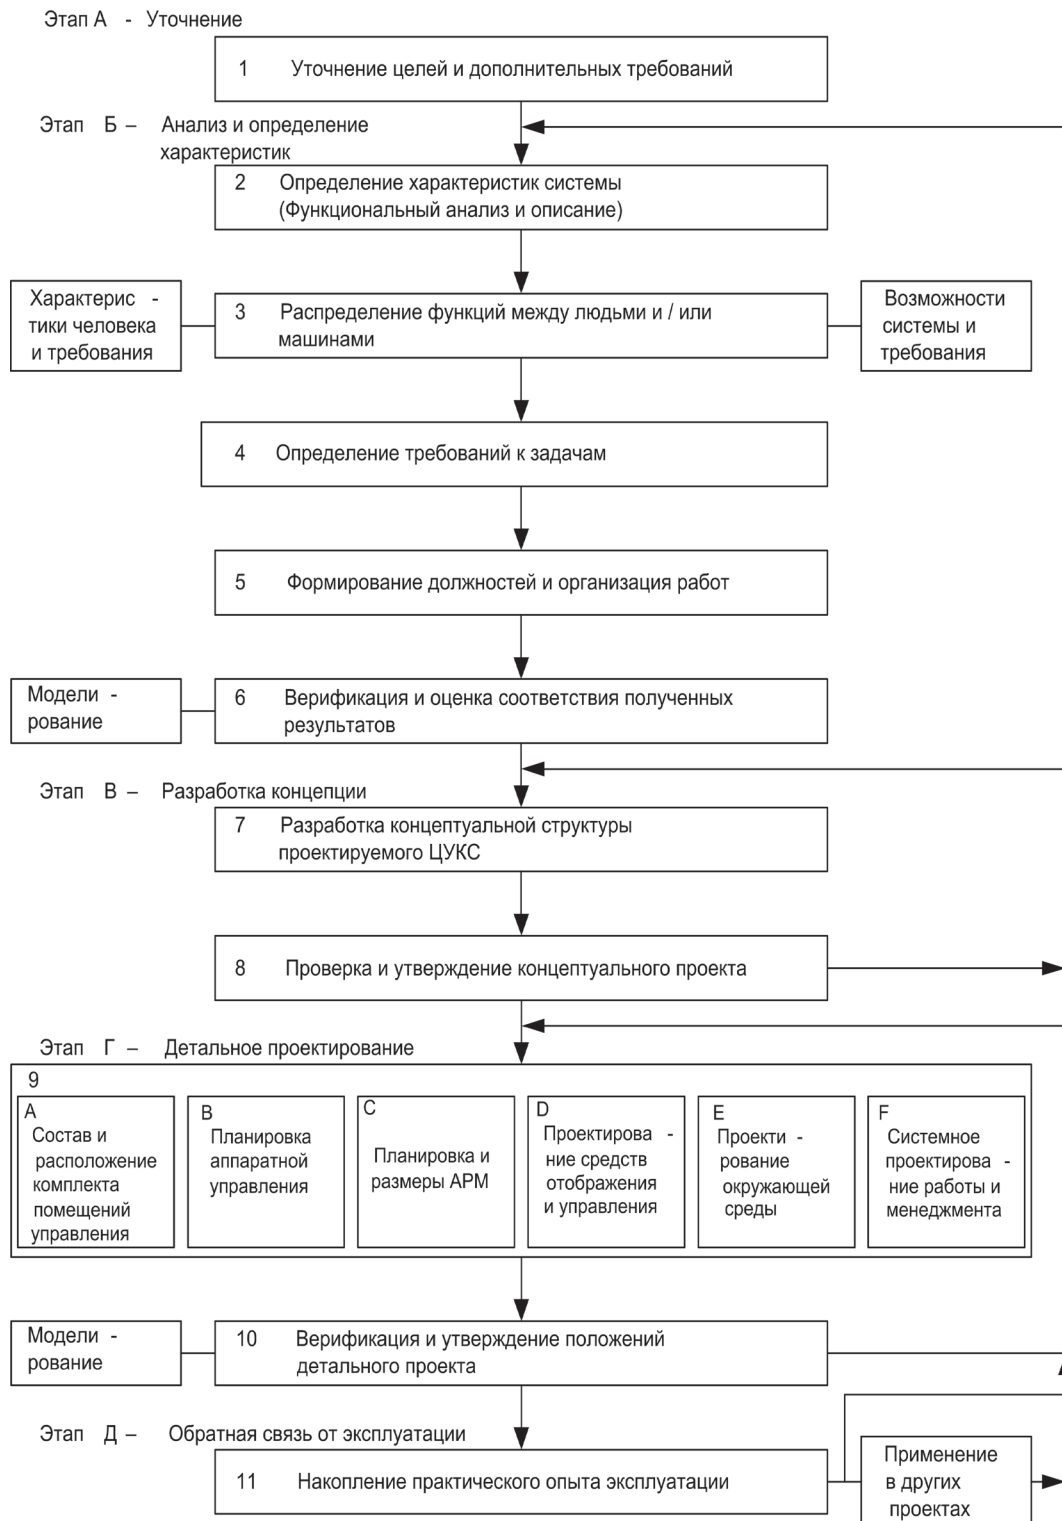 Этап А - Уточнение
1 Уточнение целей и дополнительных требований
Этап Б – Анализ и определение
характеристик
2 Определение характеристик системы
(Функциональный анализ и описание)
Характерис -
тики человека
и требования
3 Распределение функций между людьми и / или
машинами
Возможности
системы и
требования
4 Определение требований к задачам
5 Формирование должностей и организация работ
Модели -
рование
6 Верификация и оценка соответствия полученных
результатов
Этап В – Разработка концепции
7 Разработка концептуальной структуры
проектируемого ЦУКС
8 Проверка и утверждение концептуального проекта
Этап Г – Детальное проектирование
9
A
Состав и
расположение
комплекта
помещений
управления
B
Планировка
аппаратной
управления
C
Планировка и
размеры АРМ
D
Проектирова -
ние средств
отображения
и управления
E
Проекти -
рование
окружающей
среды
F
Системное
проектирова -
ние работы и
менеджмента
Модели -
рование
10 Верификация и утверждение положений
детального проекта
Этап Д – Обратная связь от эксплуатации
11 Накопление практического опыта эксплуатации
Применение
в других
проектах